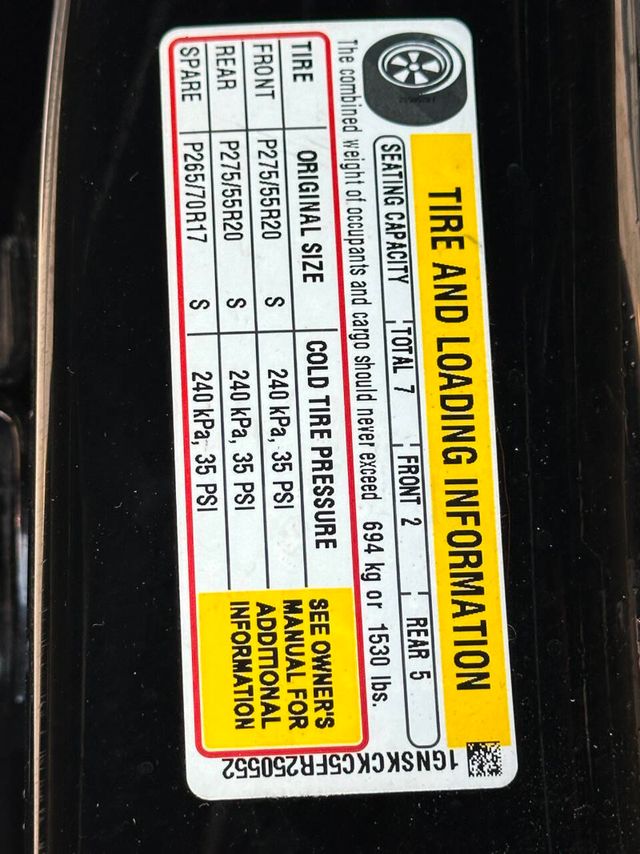 TIRE AND LOADING INFORMATION
SEATING CAPACITY TOTAL 7 FRONT 2 REAR 5
The combined weight of occupants and cargo should never exceed 694 kg or 1530 lbs.
TIRE ORIGINAL SIZE COLD TIRE PRESSURE
FRONT P275/55R20 S 240 kPa, 35 PSI
REAR P275/55R20 S 240 kPa, 35 PSI
SPARE P265/70R17 S 240 kPa, 35 PSI
SEE OWNER'S
MANUAL FOR
ADDITIONAL
INFORMATION
1GNSKCKC5FR250552